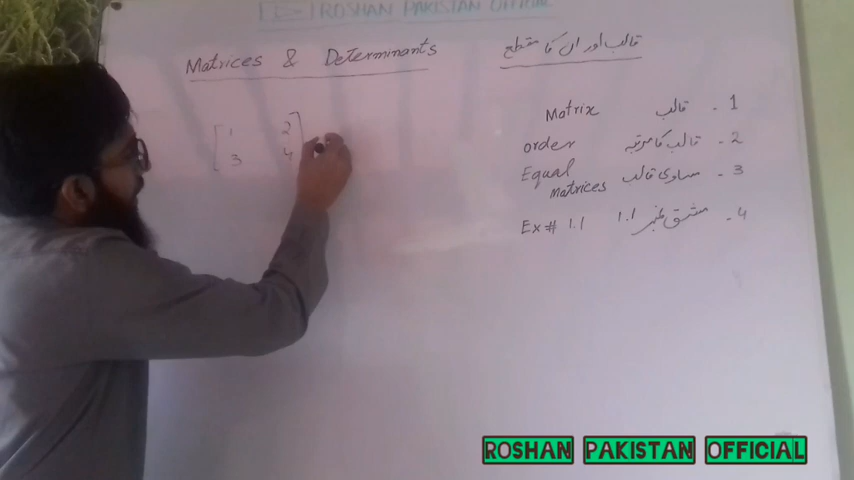 ROSHAN PAKISTAN OFFICIAL
Matrices & Determinants
قالب اور ان کا مقطع
1 2
3 4
Matrix قالب - 1
order قالب کا مرتبہ - 2
Equal Matrices مساوی قالب - 3
Ex# 1.1 مشق نمبر 1.1 - 4
ROSHAN PAKISTAN OFFICIAL